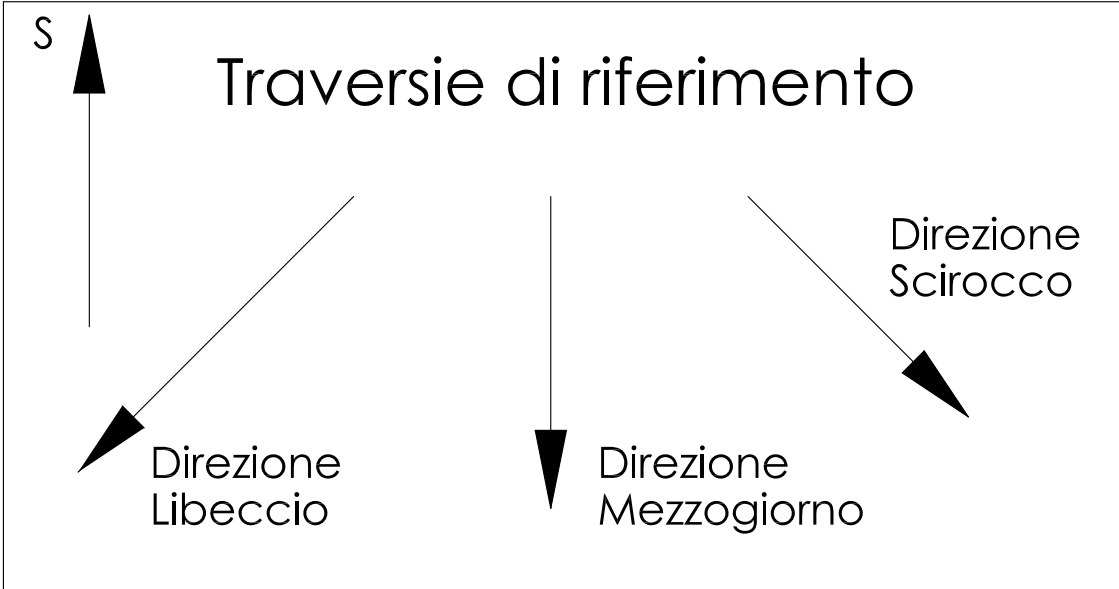 S
Traversie di riferimento
Direzione
Scirocco
Direzione
Libeccio
Direzione
Mezzogiorno